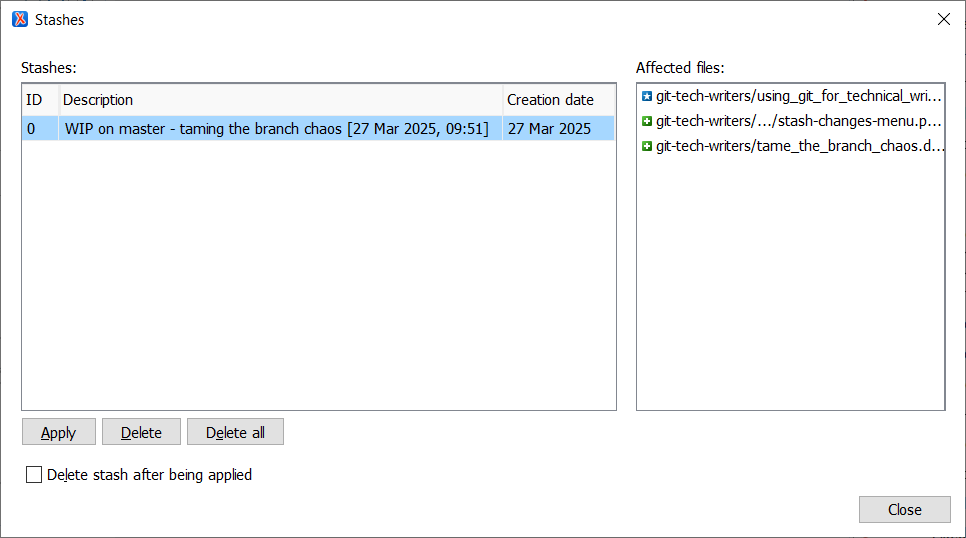 Stashes
Stashes:
Affected files:
ID Description Creation date
0 WIP on master - taming the branch chaos [27 Mar 2025, 09:51] 27 Mar 2025
git-tech-writers/using_git_for_technical_wri...
git-tech-writers/.../stash-changes-menu.p...
git-tech-writers/tame_the_branch_chaos.d...
Apply Delete Delete all
Delete stash after being applied
Close